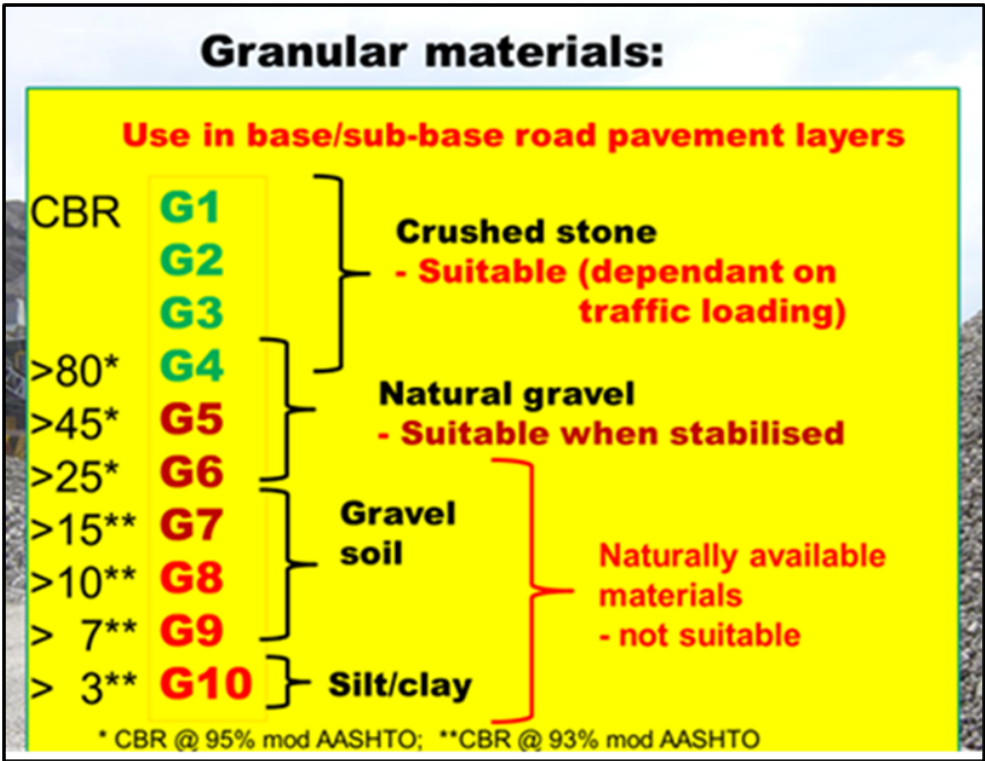 Granular materials:
Use in base/sub-base road pavement layers
CBR G1
G2
G3
>80* G4
>45* G5
>25* G6
>15** G7
>10** G8
> 7** G9
> 3** G10
Crushed stone
- Suitable (dependant on
traffic loading)
Natural gravel
- Suitable when stabilised
Gravel
soil
Naturally available
materials
- not suitable
Silt/clay
* CBR @ 95% mod AASHTO; **CBR @ 93% mod AASHTO